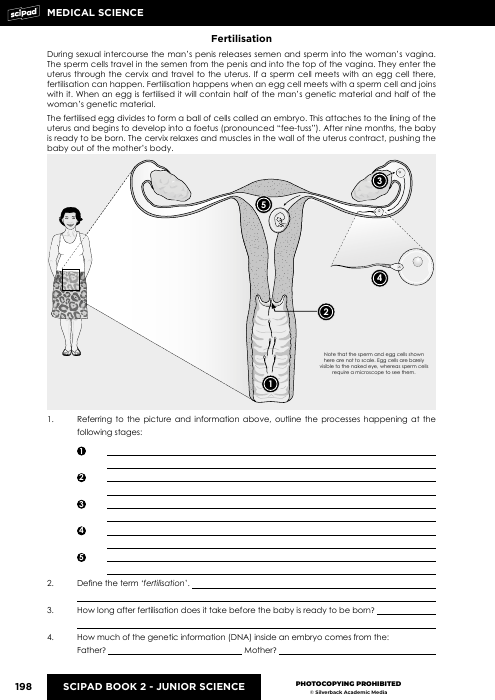 scipad MEDICAL SCIENCE
Fertilisation
During sexual intercourse the man's penis releases semen and sperm into the woman's vagina.
The sperm cells travel in the semen from the penis and into the top of the vagina. They enter the
uterus through the cervix and travel to the uterus. If a sperm cell meets with an egg cell there,
fertilisation can happen. Fertilisation happens when an egg cell meets with a sperm cell and joins
with it. When an egg is fertilised it will contain half of the man's genetic material and half of the
woman's genetic material.
The fertilised egg divides to form a ball of cells called an embryo. This attaches to the lining of the
uterus and begins to develop into a foetus (pronounced "fee-tuss"). After nine months, the baby
is ready to be born. The cervix relaxes and muscles in the wall of the uterus contract, pushing the
baby out of the mother's body.
3
5
4
2
Note that the sperm and egg cells shown
here are not to scale. Egg cells are barely
visible to the naked eye, whereas sperm cells
require a microscope to see them.
1
1. Referring to the picture and information above, outline the processes happening at the
following stages:
1
2
3
4
5
2. Define the term 'fertilisation'.
3. How long after fertilisation does it take before the baby is ready to be born?
4. How much of the genetic information (DNA) inside an embryo comes from the:
Father? Mother?
198 SCIPAD BOOK 2 - JUNIOR SCIENCE
PHOTOCOPYING PROHIBITED
© Silverback Academic Media